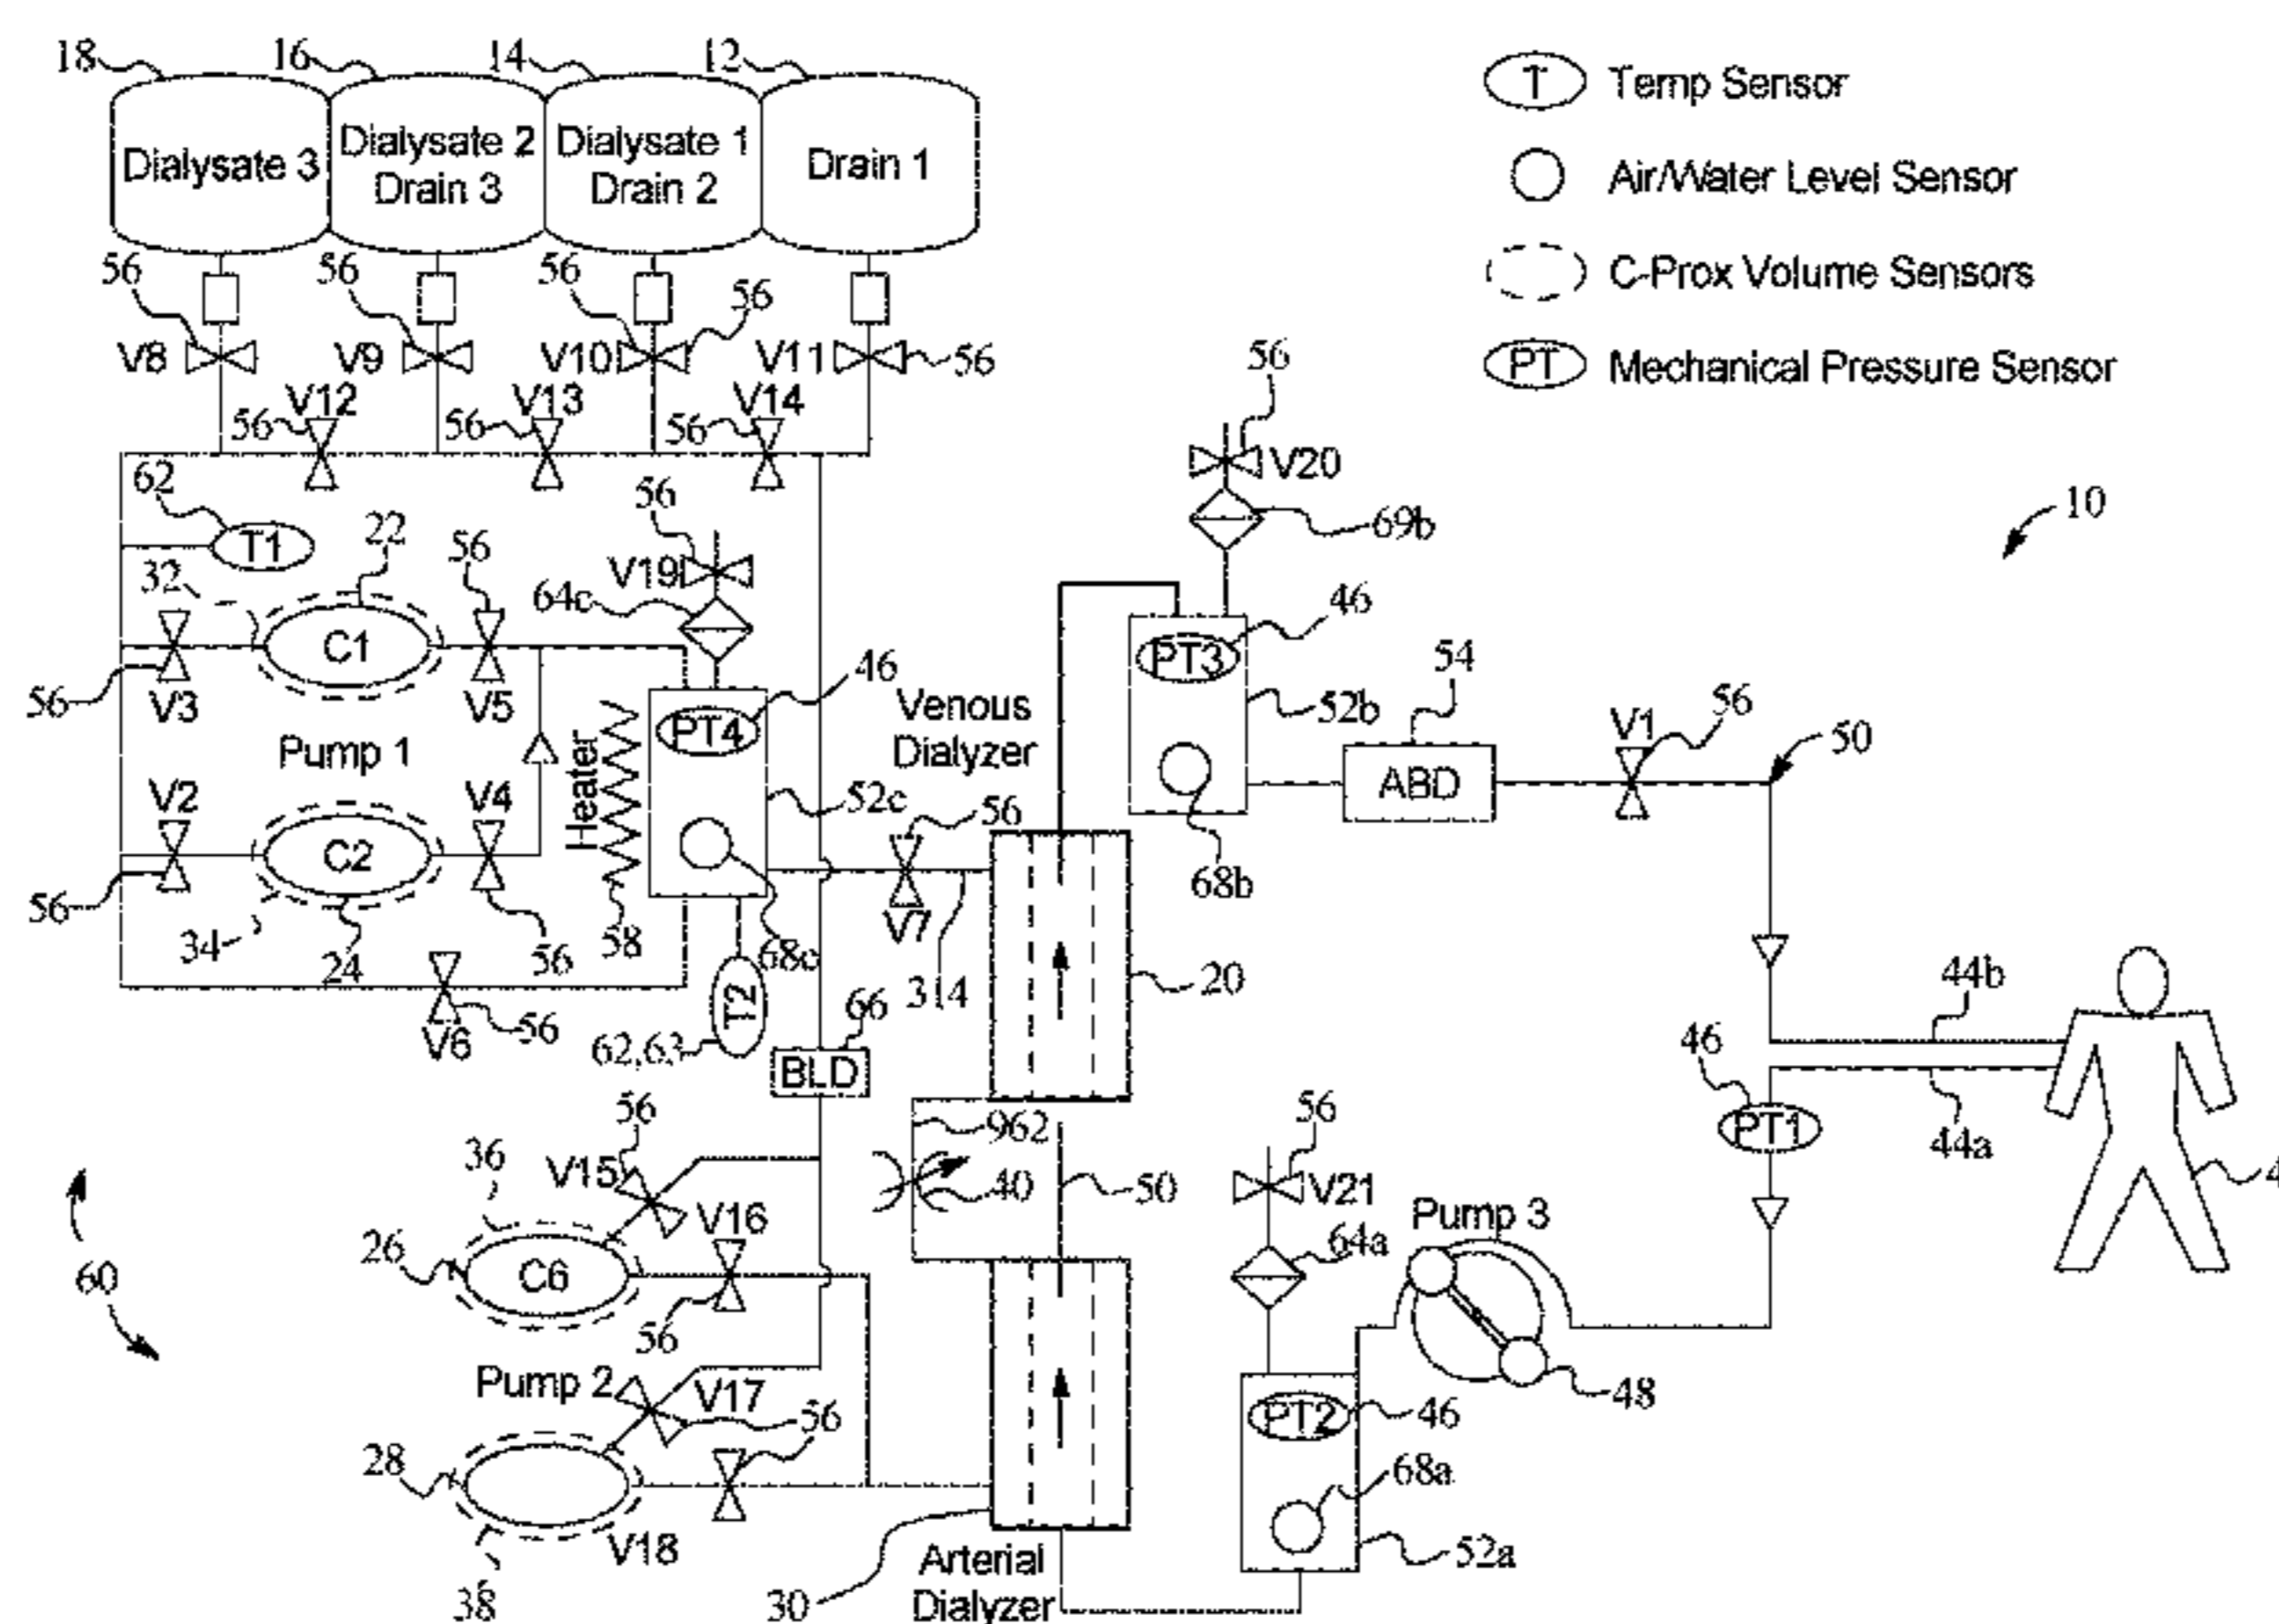 18
16
14
12
Dialysate 3
Dialysate 2
Drain 3
Dialysate 1
Drain 2
Drain 1
T
Temp Sensor
Air/Water Level Sensor
C-Prox Volume Sensors
PT
Mechanical Pressure Sensor
56
56
56
56
V8
V9
V10
V11
56
V12
V13
V14
56
56
56
56
V20
69b
10
62
T1
22
32
56
56
V19
64c
C1
V3
56
V5
PT4
46
PT3
46
52b
54
ABD
V1
56
50
Pump 1
Heater
Venous
Dialyzer
V2
V4
C2
52c
56
68b
56
34
24
56
58
68c
V7
314
20
V6
56
T2
62,63
66
BLD
44b
46
PT1
44a
4
962
40
50
56
V21
64a
36
V15
56
V16
26
C6
56
60
Pump 3
48
Pump 2
V17
56
PT2
46
28
68a
38
V18
30
Arterial
Dialyzer
52a